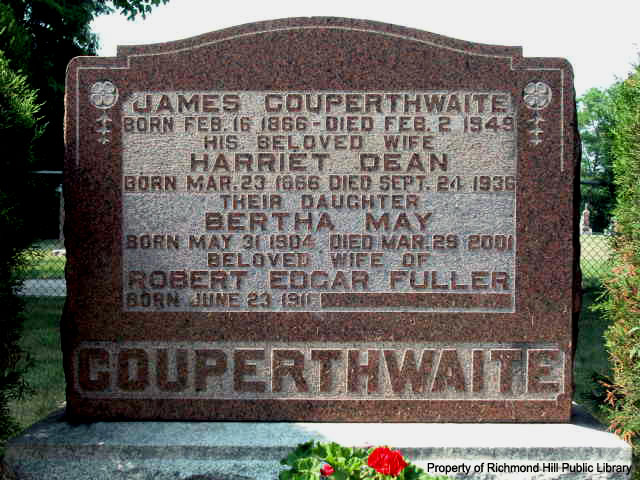 JAMES COUPERTHWAITE
BORN FEB. 16 1866 - DIED FEB. 2 1949
HIS BELOVED WIFE
HARRIET DEAN
BORN MAR. 23 1866 DIED SEPT. 24 1936
THEIR DAUGHTER
BERTHA MAY
BORN MAY 31 1904 DIED MAR. 29 2001
BELOVED WIFE OF
ROBERT EDGAR FULLER
BORN JUNE 23 1911
COUPERTHWAITE
Property of Richmond Hill Public Library